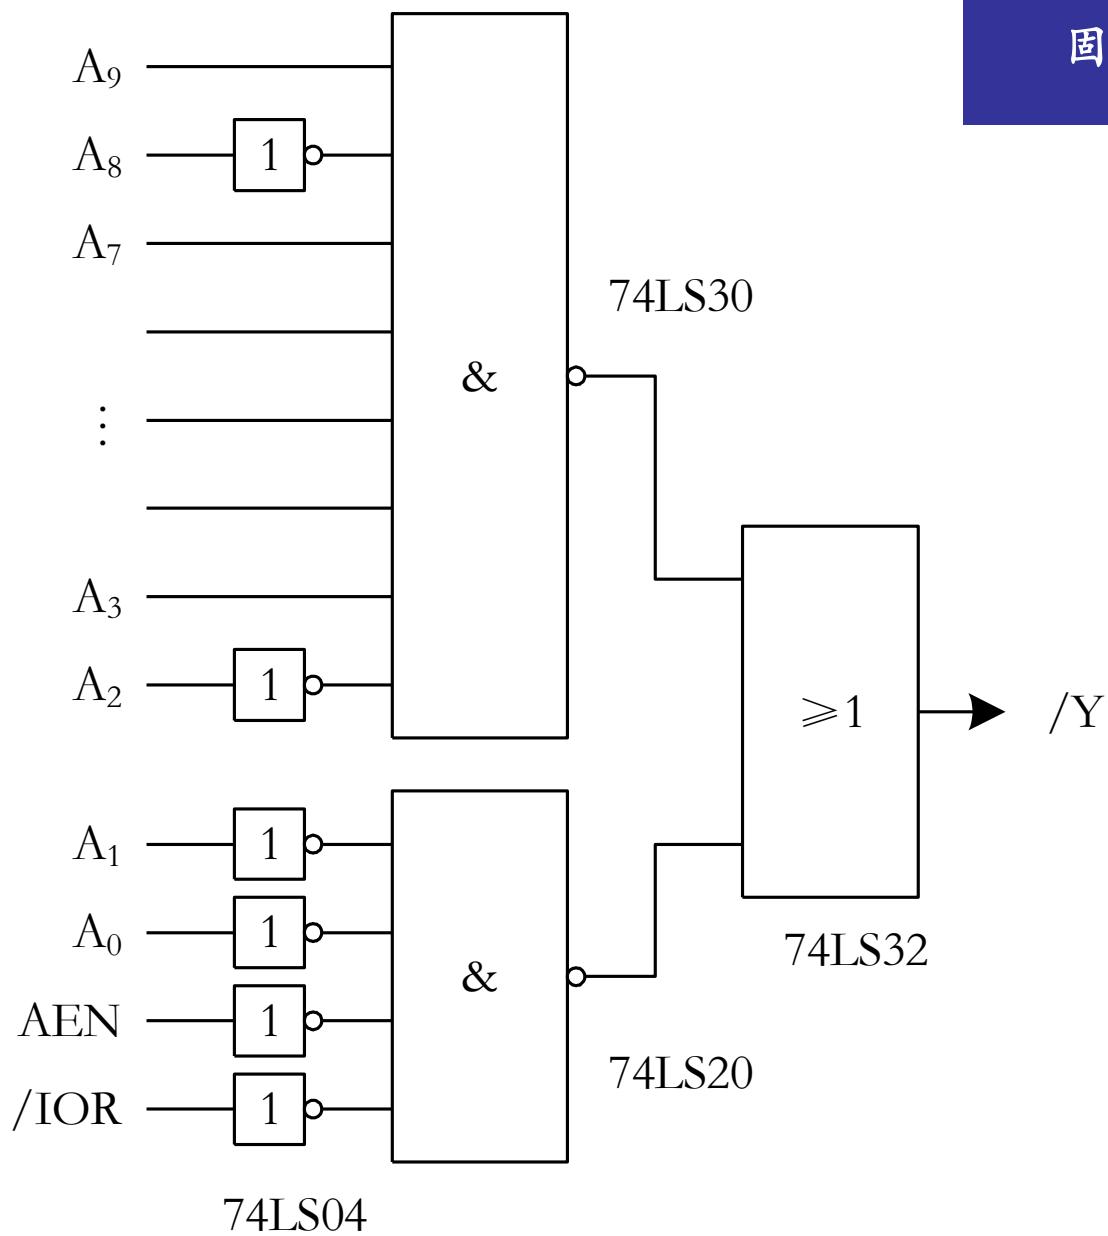 固
A₉
A₈
1
A₇
74LS30
&
⋮
A₃
A₂
1
≥1
/Y
A₁
1
A₀
1
74LS32
&
AEN
1
74LS20
/IOR
1
74LS04